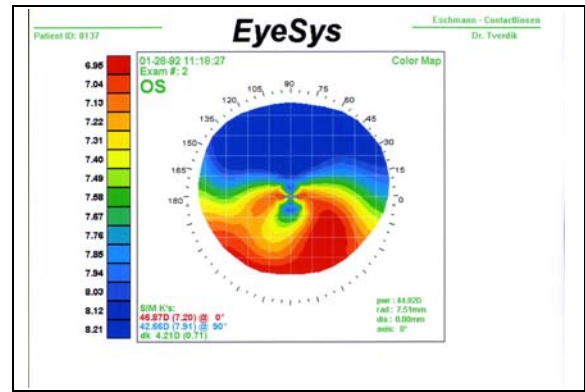 EyeSys
Eschmann - Contactlinsen
Patient ID: 0137
Dr. Tverdik
01-28-92 11:18:27
Exam #: 2
OS
Color Map
6.95
7.04
7.13
7.22
7.31
7.40
7.49
7.58
7.67
7.76
7.85
7.94
8.03
8.12
8.21
180
165
150
135
120
105
90
75
60
45
30
15
0
SIM K's:
46.87D (7.20) @ 0°
42.66D (7.91) @ 90°
dk 4.21D (0.71)
pwr : 44.92D
rad : 7.51mm
dis : 0.00mm
axis: 0°